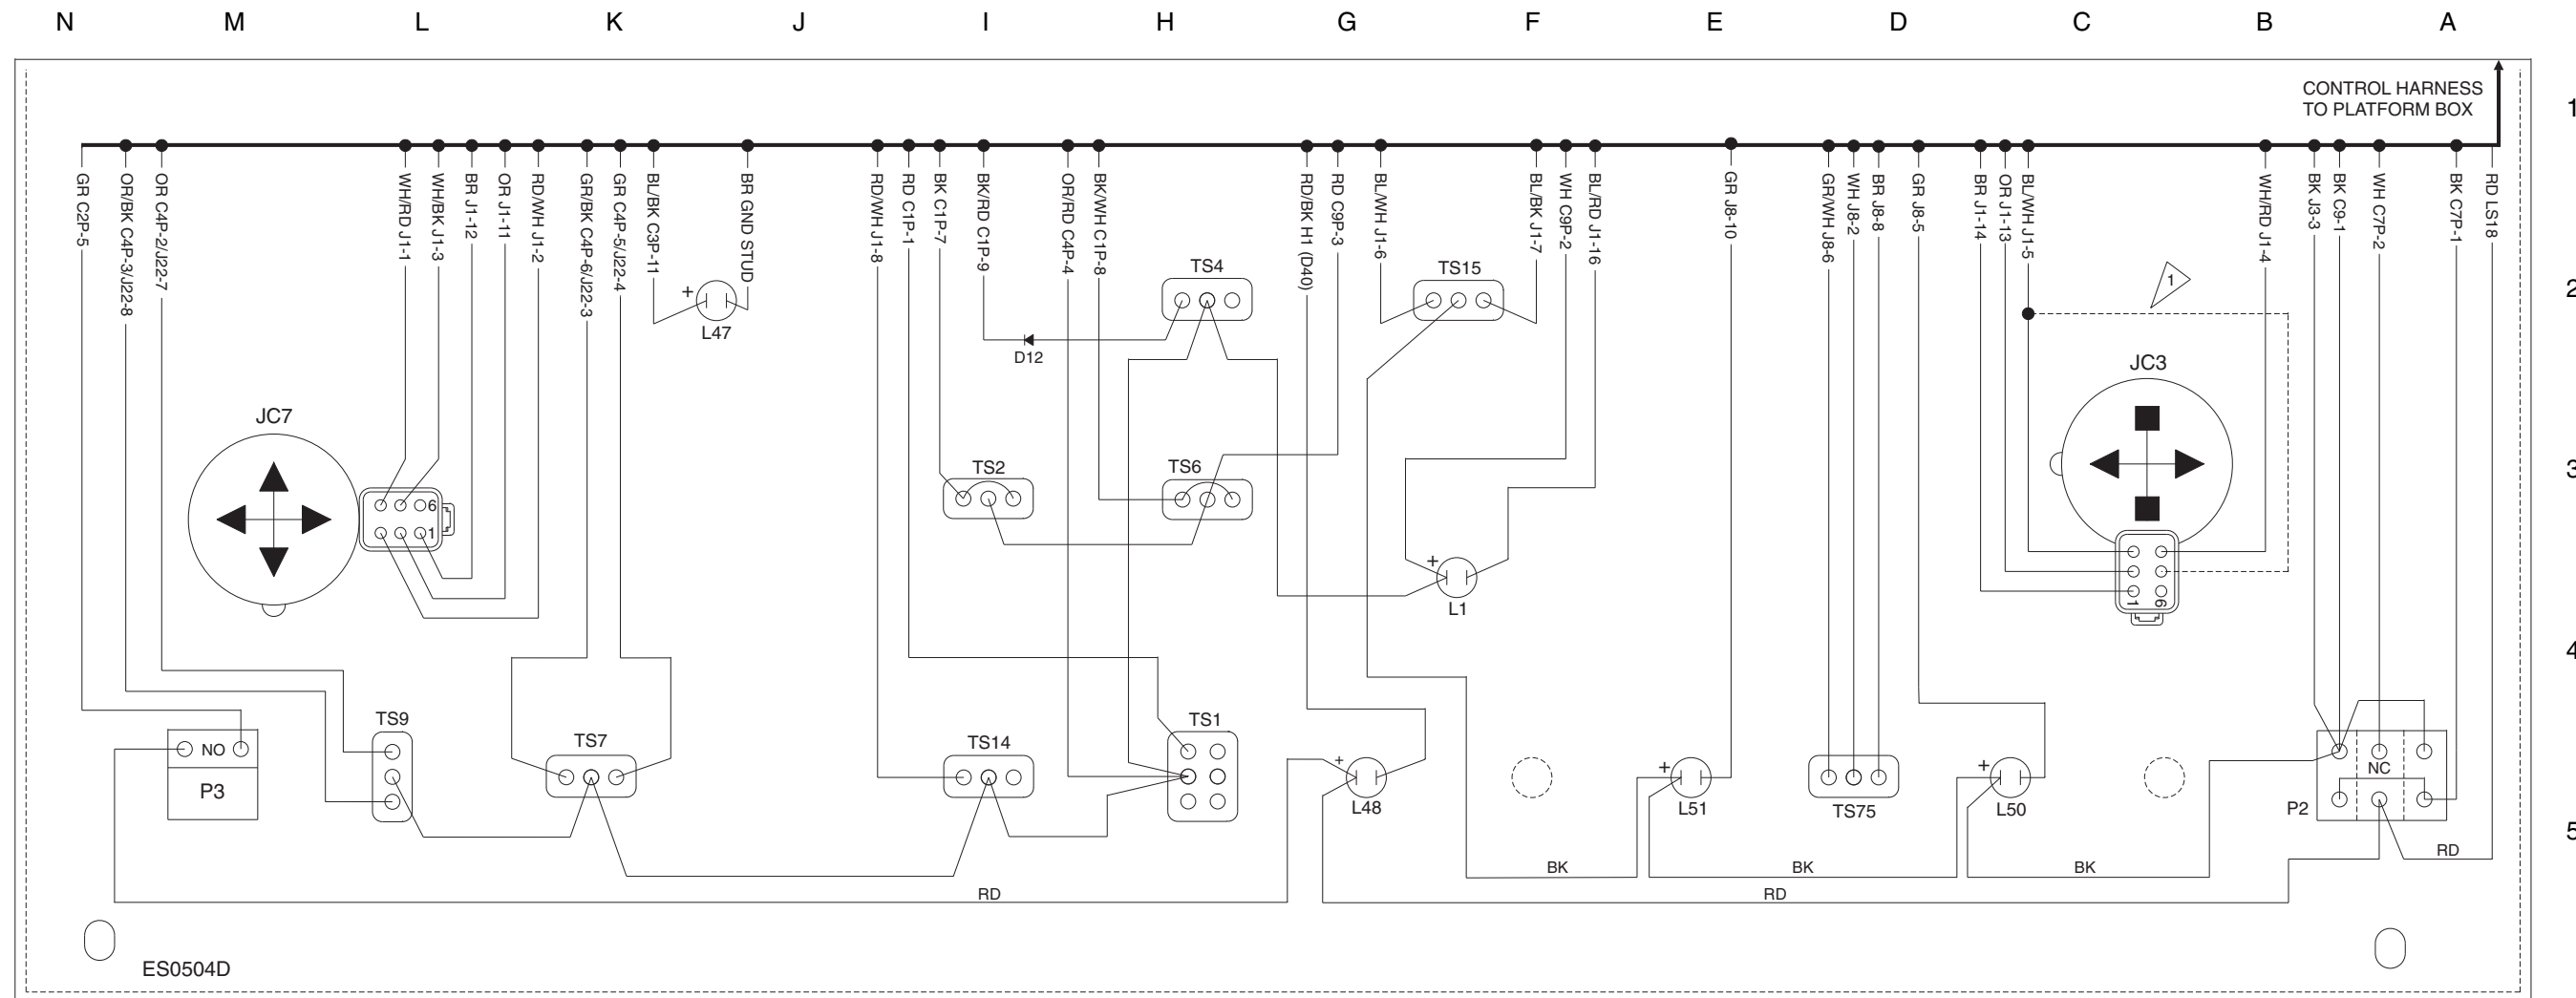 N M L K J I H G F E D C B A
CONTROL HARNESS
TO PLATFORM BOX
1
2
3
4
5
GR C2P-5
OR/BK C4P-3/J22-8
OR C4P-2/J22-7
WH/RD J1-1
WH/BK J1-3
BR J1-12
OR J1-11
RD/WH J1-2
GR/BK C4P-6/J22-3
GR C4P-5/J22-4
BL/BK C3P-11
BR GND STUD
RD/WH J1-8
RD C1P-1
BK C1P-7
BK/RD C1P-9
OR/RD C4P-4
BK/WH C1P-8
RD/BK H1 (D40)
RD C9P-3
BL/WH J1-6
BL/BK J1-7
WH C9P-2
BL/RD J1-16
GR J8-10
GR/WH J8-6
WH J8-2
BR J8-8
GR J8-5
BR J1-14
OR J1-13
BL/WH J1-5
WH/RD J1-4
BK J3-3
BK C9-1
WH C7P-2
BK C7P-1
RD LS18
TS4
TS15
+
L47
D12
1
JC3
JC7
TS2
TS6
6
1
+
L1
1
6
TS9
TS7
TS14
TS1
NO
P3
+
L48
+
L51
TS75
+
L50
NC
P2
RD
BK
BK
BK
RD
RD
ES0504D